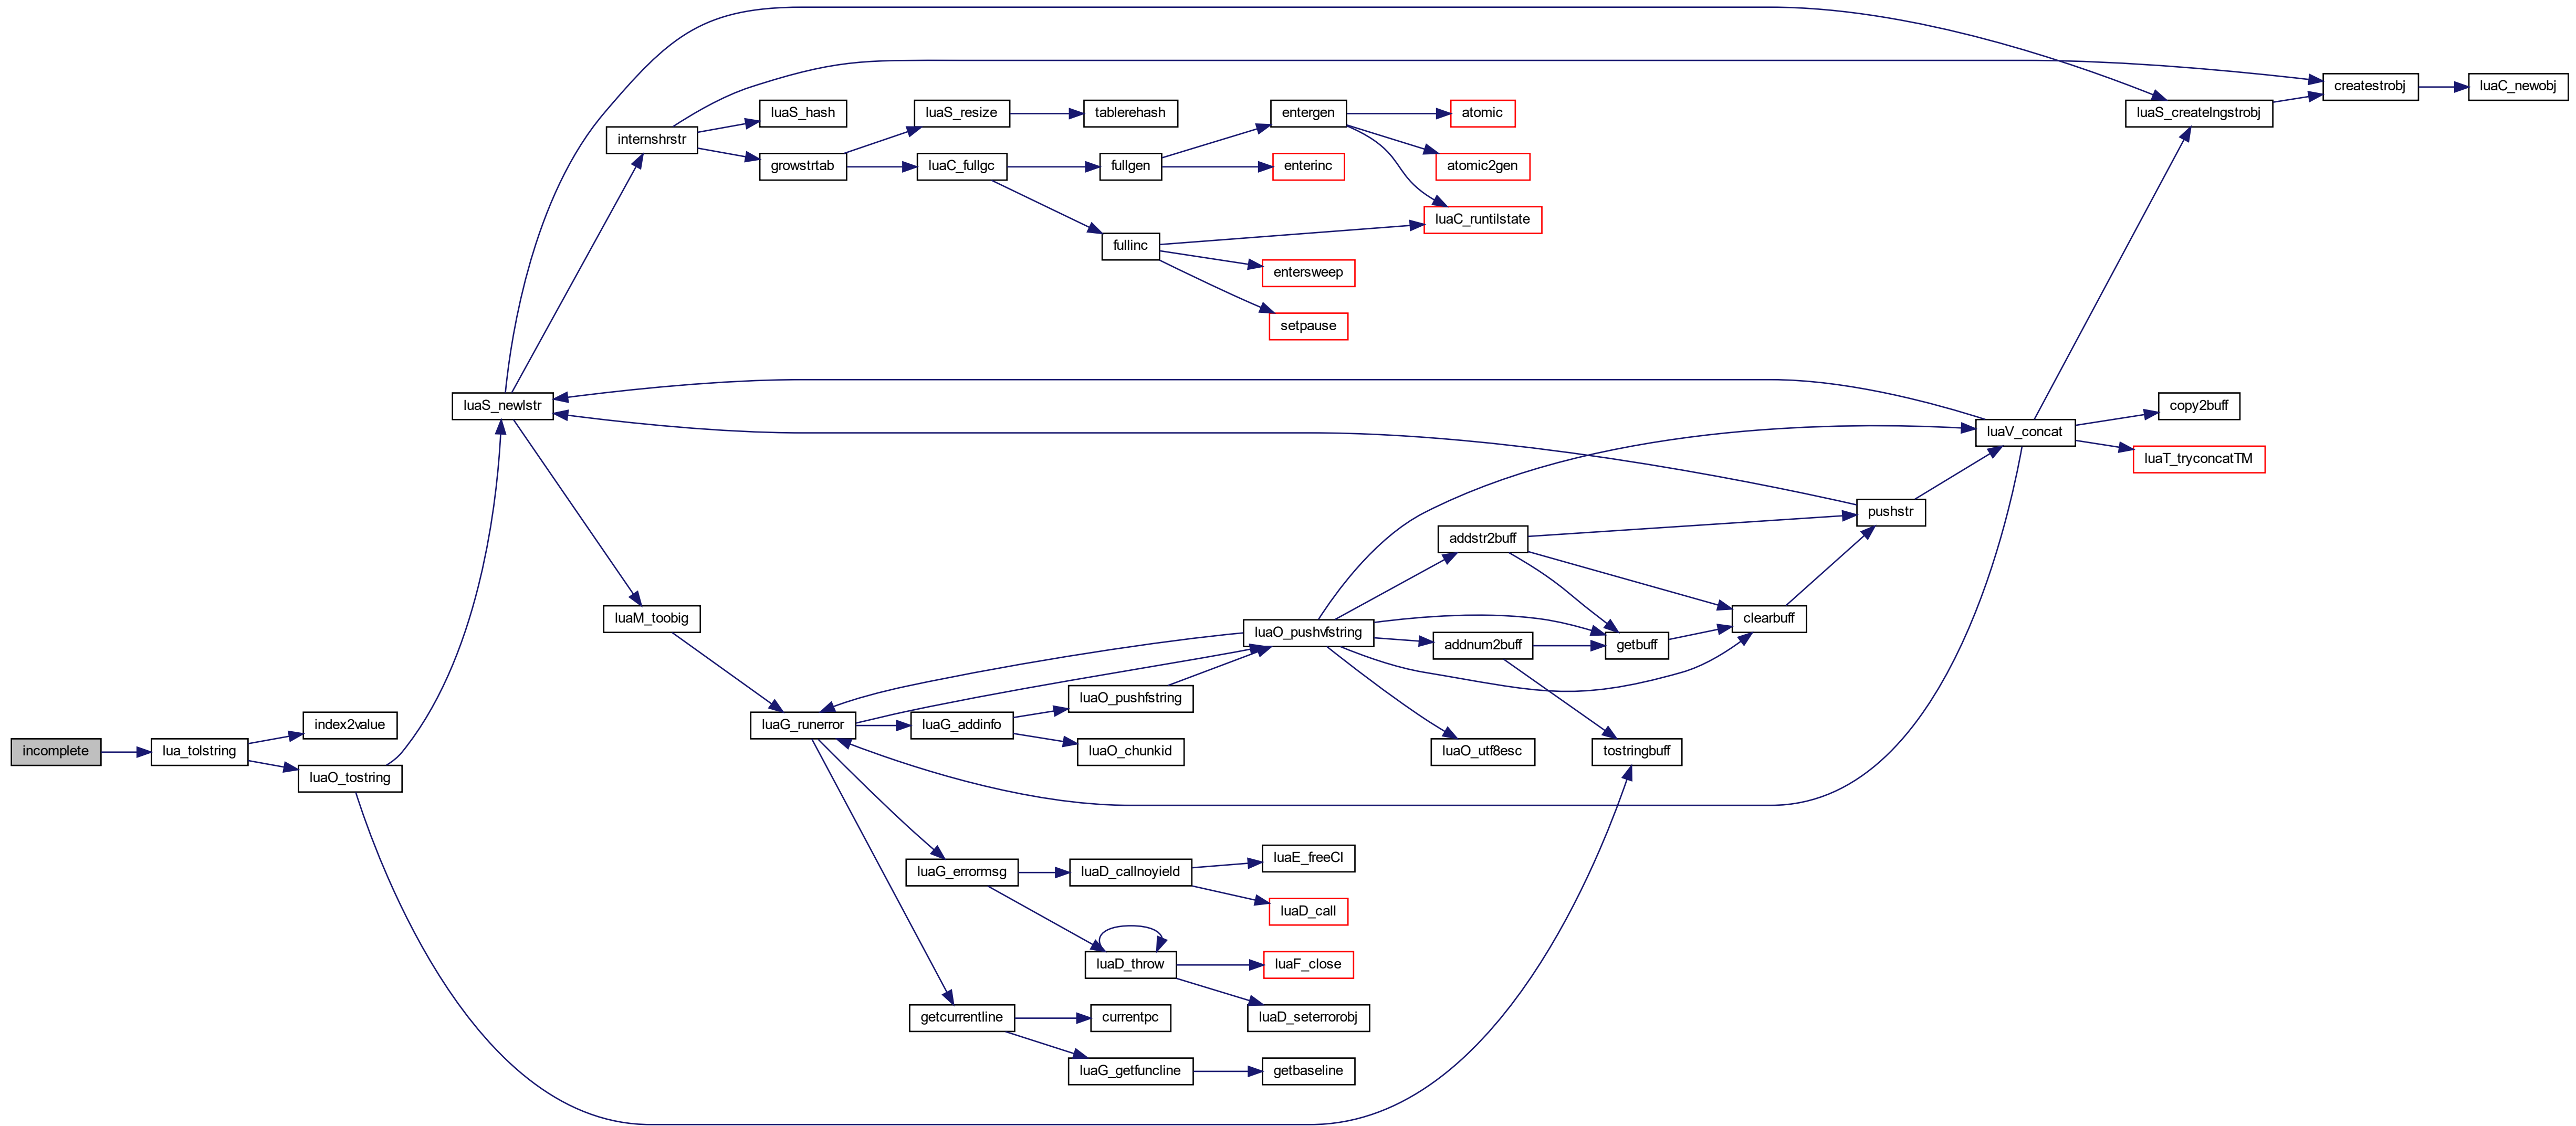 incomplete
lua_tolstring
index2value
luaO_tostring
luaS_newlstr
internshrstr
luaS_hash
growstrtab
luaS_resize
tablerehash
luaC_fullgc
fullgen
entergen
atomic
atomic2gen
enterinc
luaC_runtilstate
fullinc
entersweep
setpause
luaM_toobig
luaG_runerror
luaG_addinfo
luaO_pushfstring
luaO_chunkid
luaG_errormsg
luaD_callnoyield
luaE_freeCI
luaD_call
luaD_throw
luaF_close
luaD_seterrorobj
getcurrentline
currentpc
luaG_getfuncline
getbaseline
luaO_pushvfstring
addstr2buff
addnum2buff
luaO_utf8esc
getbuff
tostringbuff
clearbuff
pushstr
luaV_concat
copy2buff
luaT_tryconcatTM
luaS_createlngstrobj
createstrobj
luaC_newobj